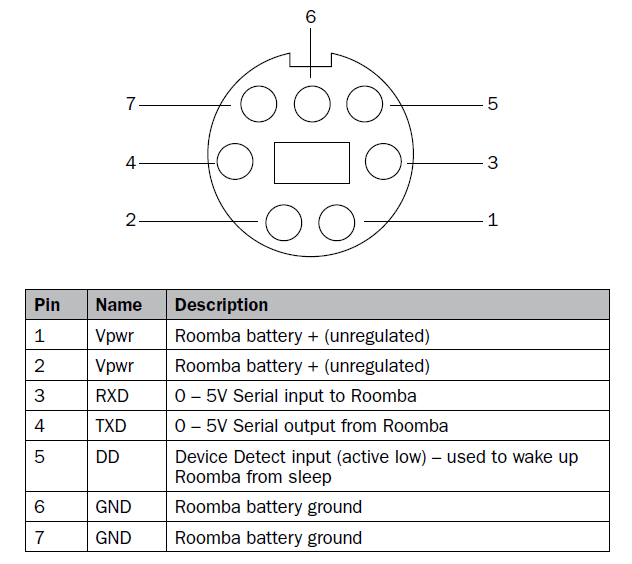 6
7
5
4
3
2
1
Pin Name Description
1 Vpwr Roomba battery + (unregulated)
2 Vpwr Roomba battery + (unregulated)
3 RXD 0 – 5V Serial input to Roomba
4 TXD 0 – 5V Serial output from Roomba
5 DD Device Detect input (active low) – used to wake up
Roomba from sleep
6 GND Roomba battery ground
7 GND Roomba battery ground